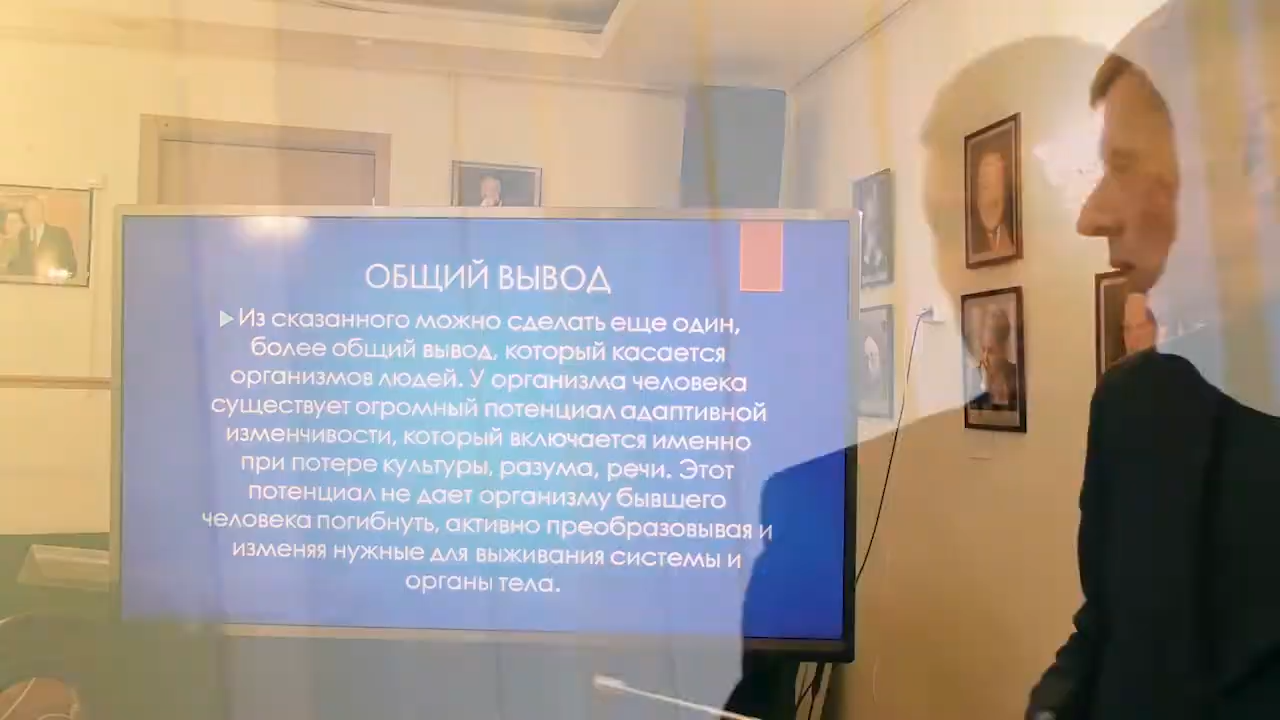 ОБЩИЙ ВЫВОД
Из сказанного можно сделать еще один,
более общий вывод, который касается
организмов людей. У организма человека
существует огромный потенциал адаптивной
изменчивости, который включается именно
при потере культуры, разума, речи. Этот
потенциал не дает организму бывшего
человека погибнуть, активно преобразовывая и
изменяя нужные для выживания системы и
органы тела.